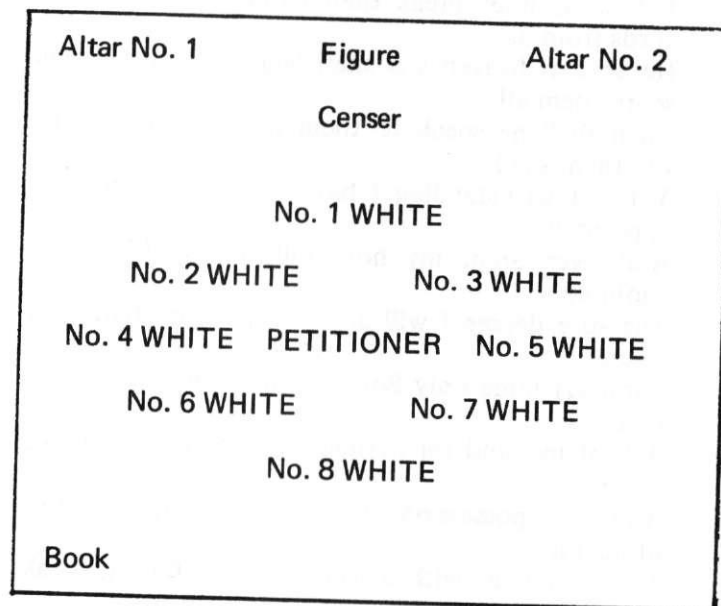 Altar No. 1 Figure Altar No. 2
Censer
No. 1 WHITE
No. 2 WHITE No. 3 WHITE
No. 4 WHITE PETITIONER No. 5 WHITE
No. 6 WHITE No. 7 WHITE
No. 8 WHITE
Book